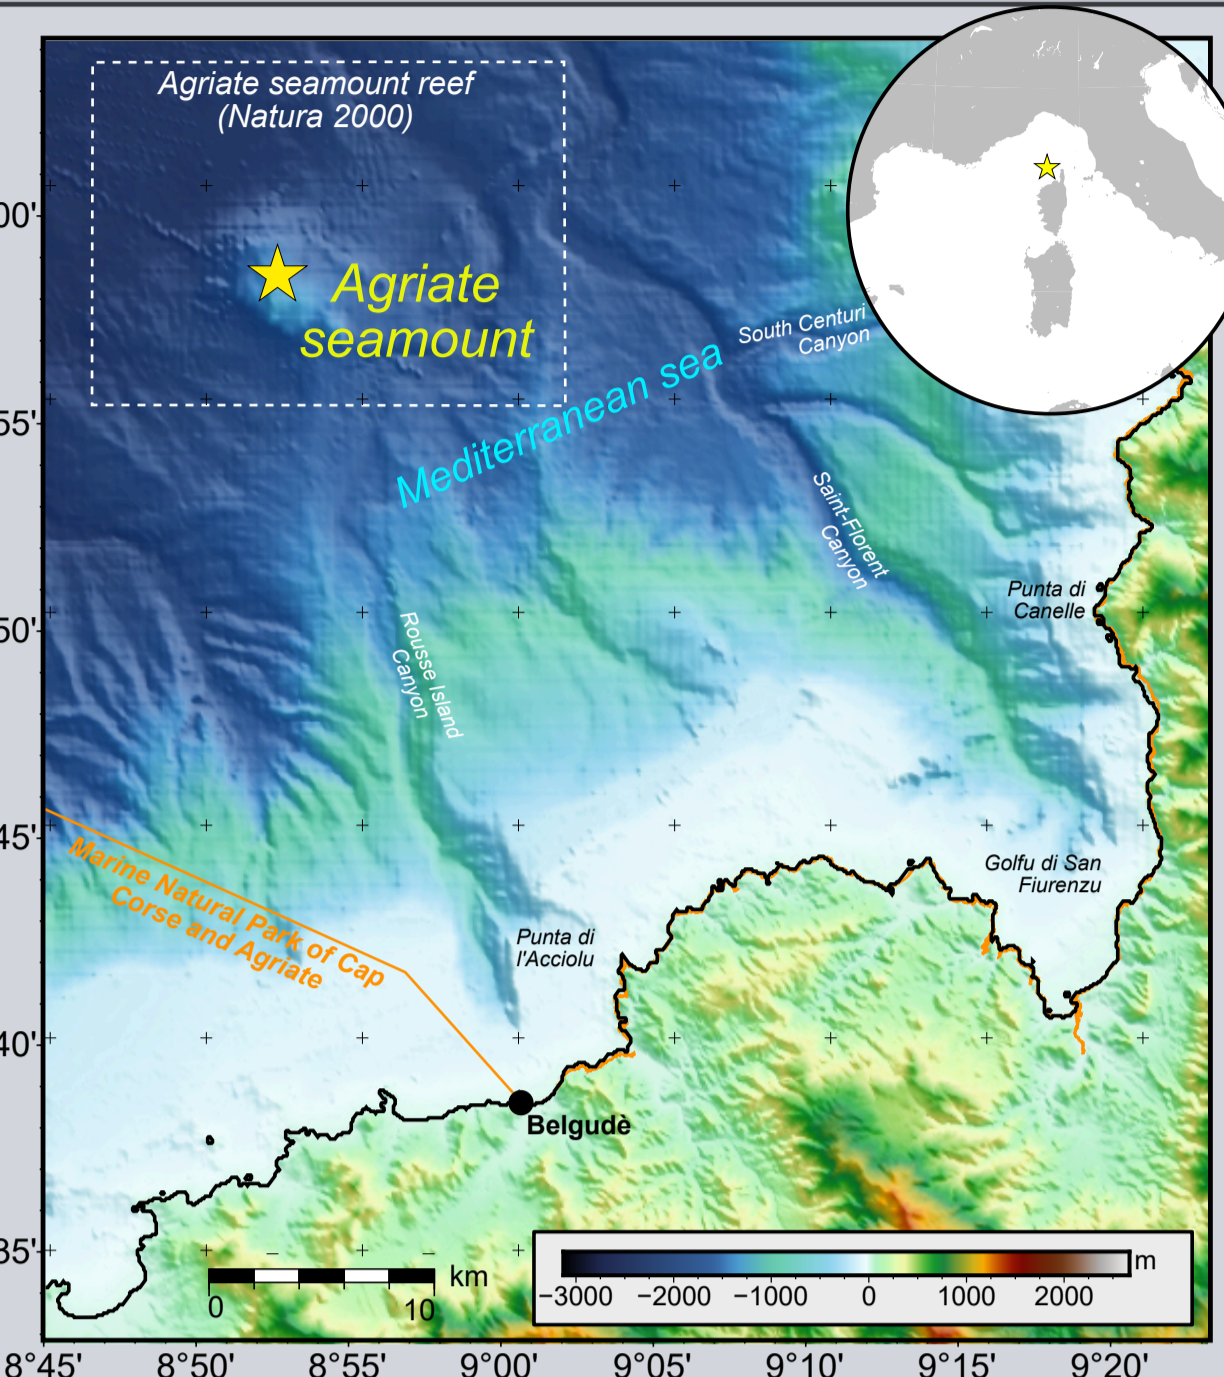 Agriate seamount reef
(Natura 2000)
Agriate
seamount
South Centuri
Canyon
Mediterranean sea
Saint-Florent
Canyon
Punta di
Canelle
Rousse Island
Canyon
Marine Natural Park of Cap
Corse and Agriate
Golfu di San
Fiurenzu
Punta di
l'Acciolu
Belgudè
km
0 10
m
−3000 −2000 −1000 0 1000 2000
00'
55'
50'
45'
40'
35'
8°45' 8°50' 8°55' 9°00' 9°05' 9°10' 9°15' 9°20'